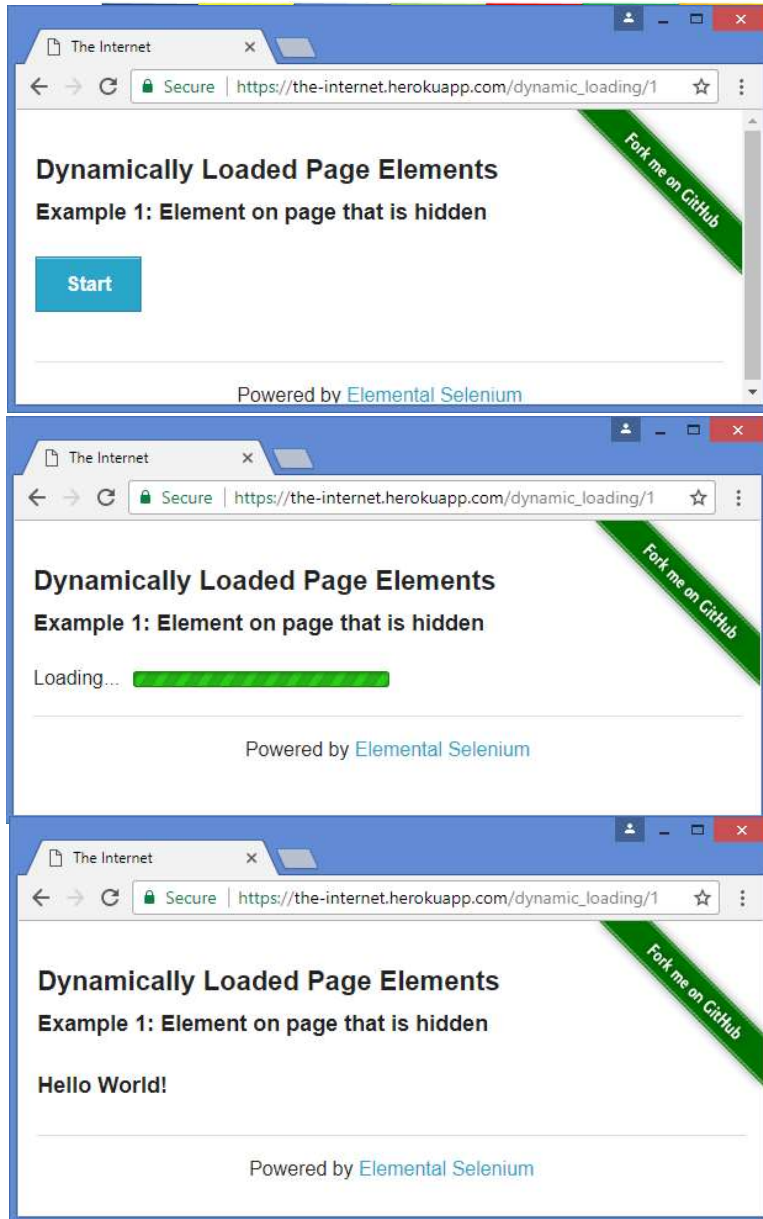 The Internet
Secure | https://the-internet.herokuapp.com/dynamic_loading/1
Fork me on GitHub
Dynamically Loaded Page Elements
Example 1: Element on page that is hidden
Start
Powered by Elemental Selenium
The Internet
Secure | https://the-internet.herokuapp.com/dynamic_loading/1
Fork me on GitHub
Dynamically Loaded Page Elements
Example 1: Element on page that is hidden
Loading...
Powered by Elemental Selenium
The Internet
Secure | https://the-internet.herokuapp.com/dynamic_loading/1
Fork me on GitHub
Dynamically Loaded Page Elements
Example 1: Element on page that is hidden
Hello World!
Powered by Elemental Selenium